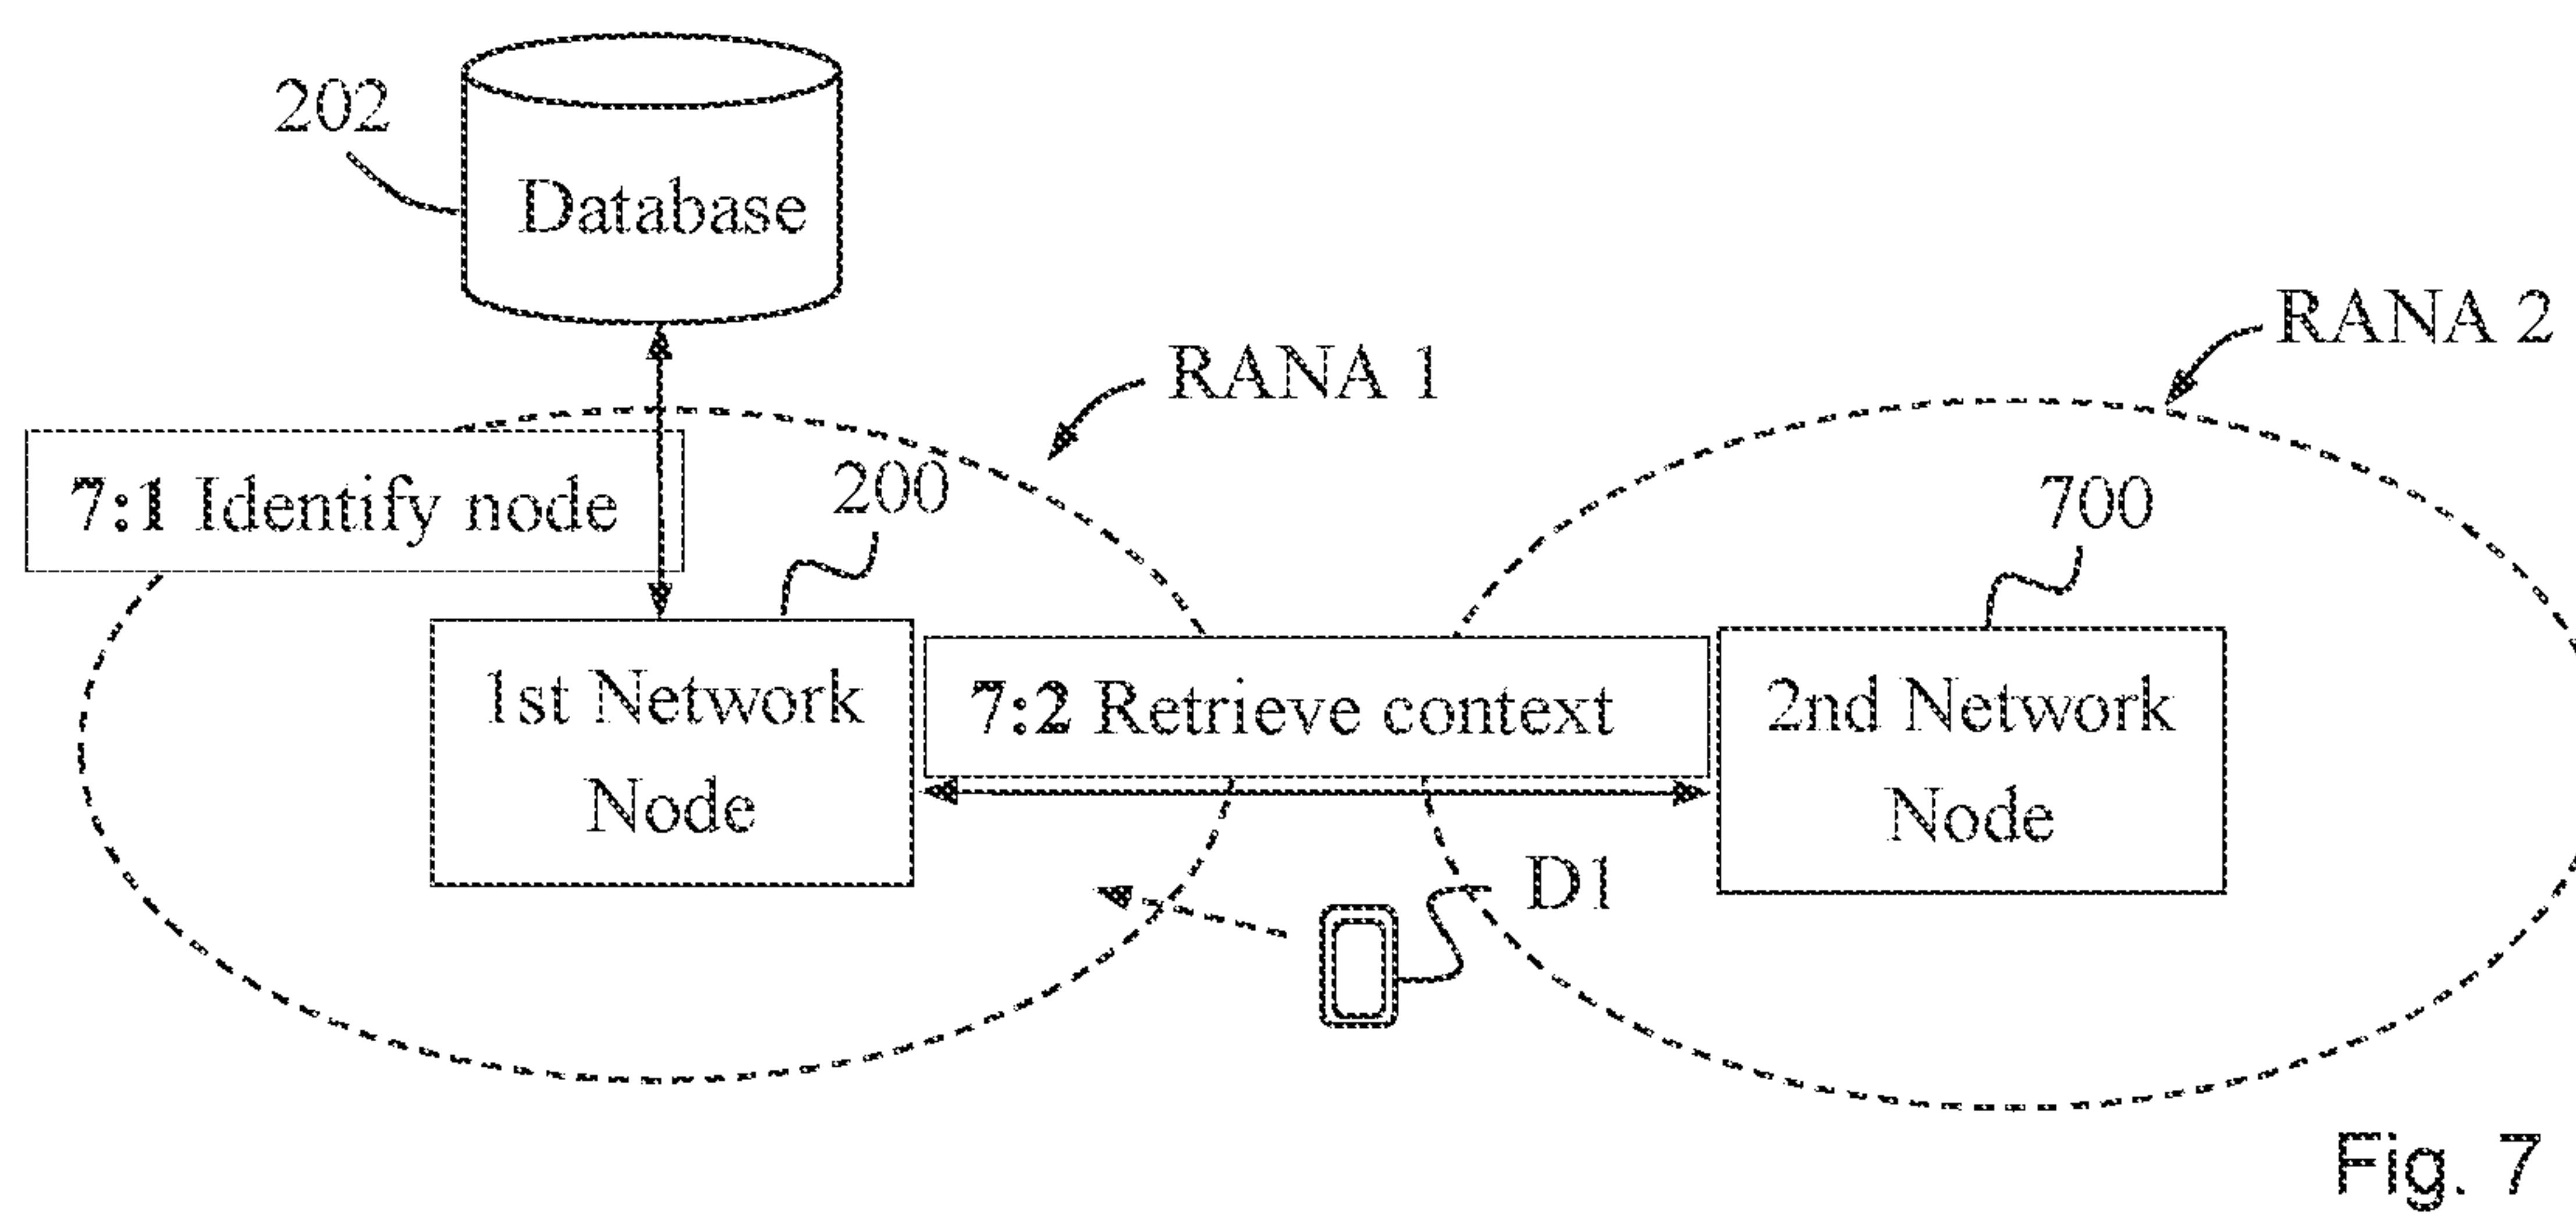 202
Database
RANA 1
RANA 2
7:1 Identify node
200
700
1st Network
Node
7:2 Retrieve context
2nd Network
Node
D1
Fig. 7